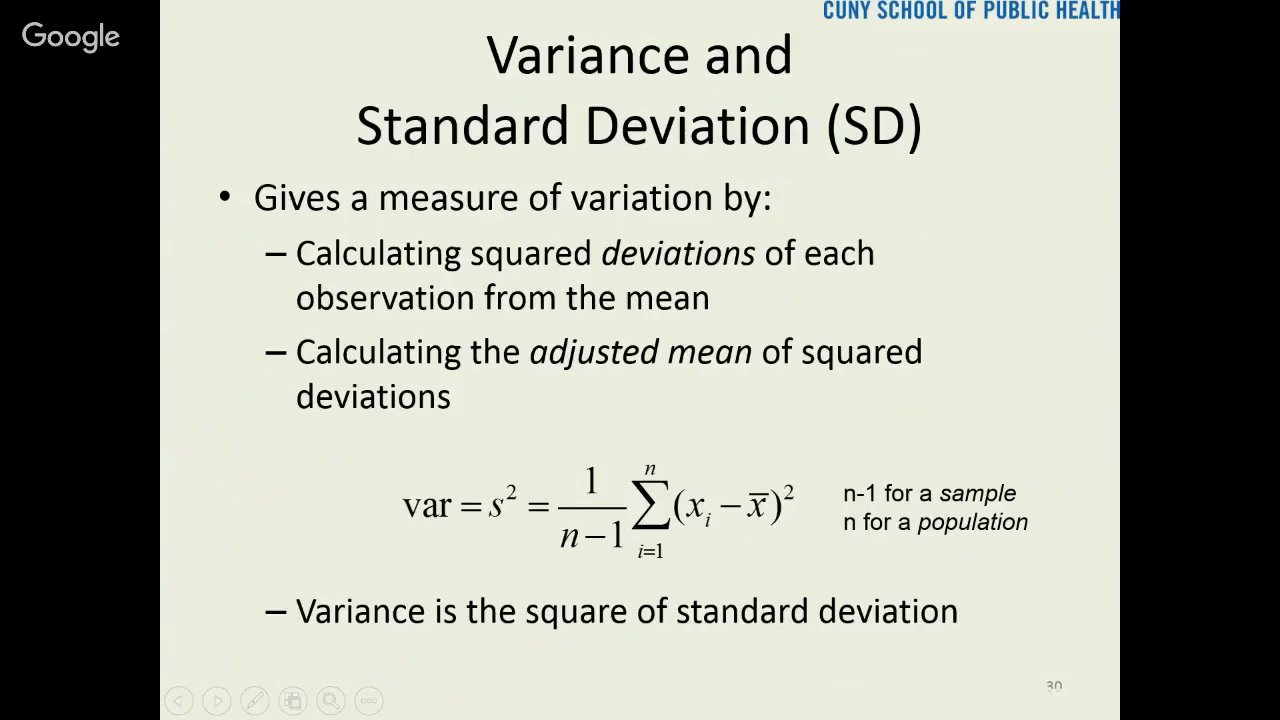 Google
CUNY SCHOOL OF PUBLIC HEALTH
Variance and
Standard Deviation (SD)
• Gives a measure of variation by:
– Calculating squared deviations of each
observation from the mean
– Calculating the adjusted mean of squared
deviations
var = s² = 1/(n−1) ∑ⁿᵢ₌₁ (xᵢ − x̅)²
n-1 for a sample
n for a population
– Variance is the square of standard deviation
30